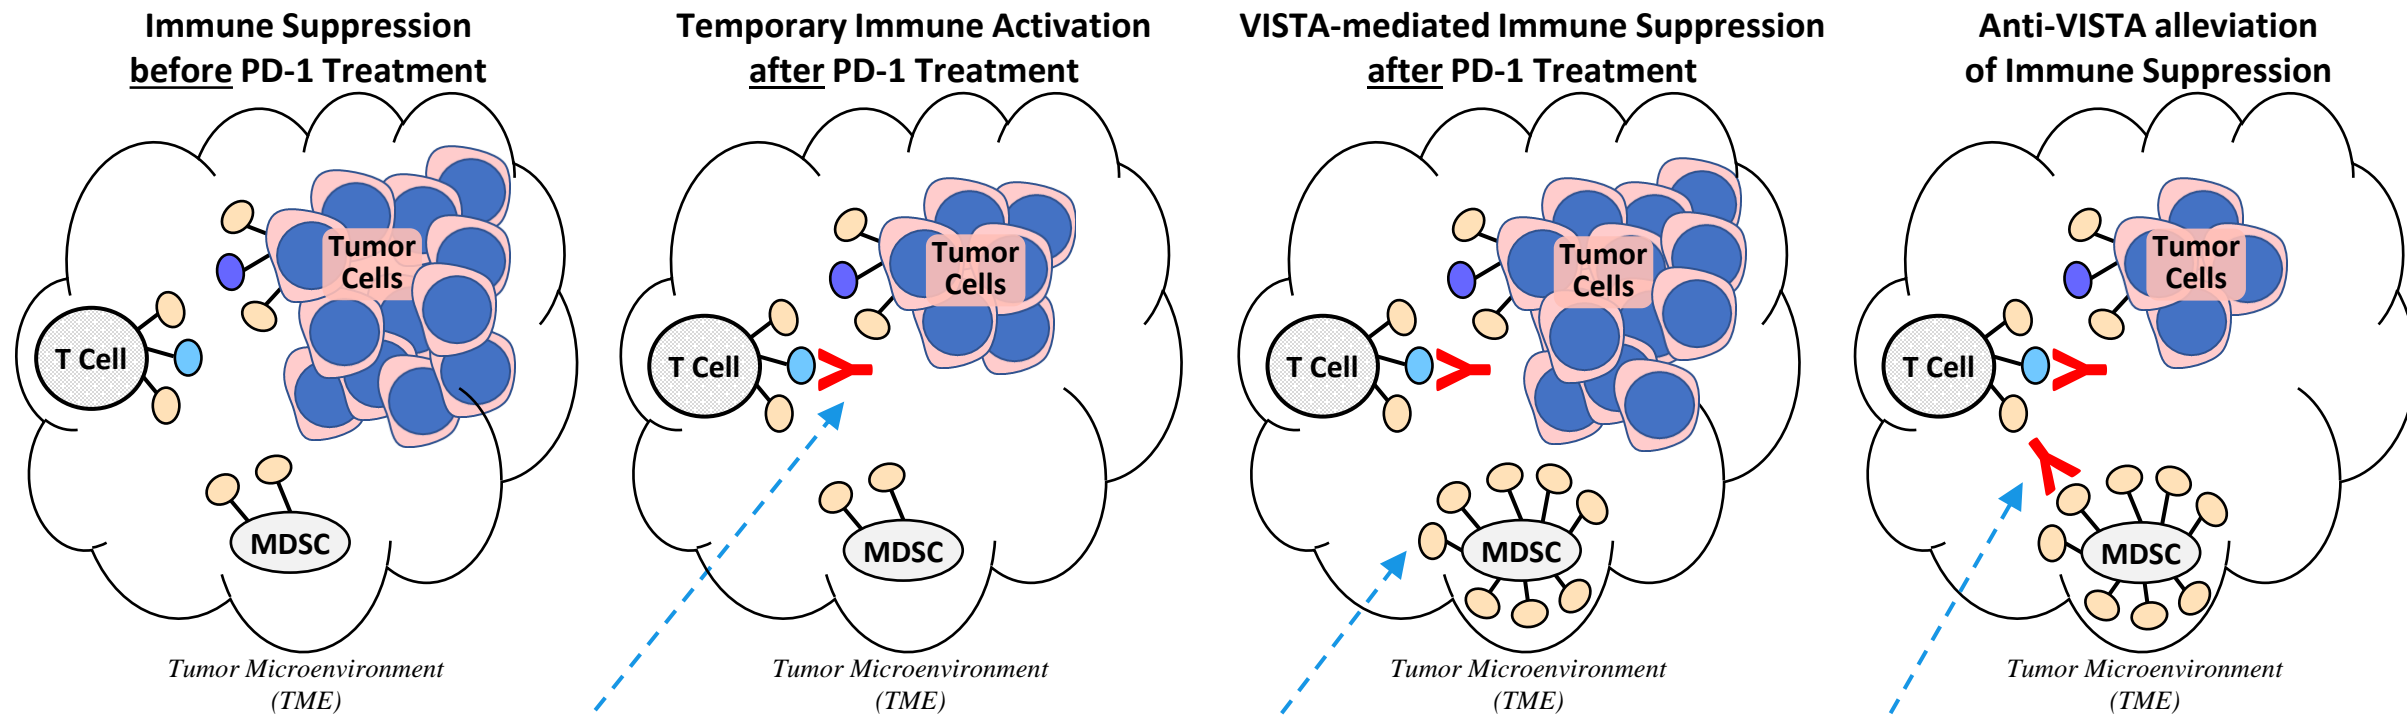 Immune Suppression
before PD-1 Treatment
Tumor
Cells
T Cell
MDSC
Tumor Microenvironment
(TME)
Temporary Immune Activation
after PD-1 Treatment
Tumor
Cells
T Cell
MDSC
Tumor Microenvironment
(TME)
VISTA-mediated Immune Suppression
after PD-1 Treatment
Tumor
Cells
T Cell
MDSC
Tumor Microenvironment
(TME)
Anti-VISTA alleviation
of Immune Suppression
Tumor
Cells
T Cell
MDSC
Tumor Microenvironment
(TME)